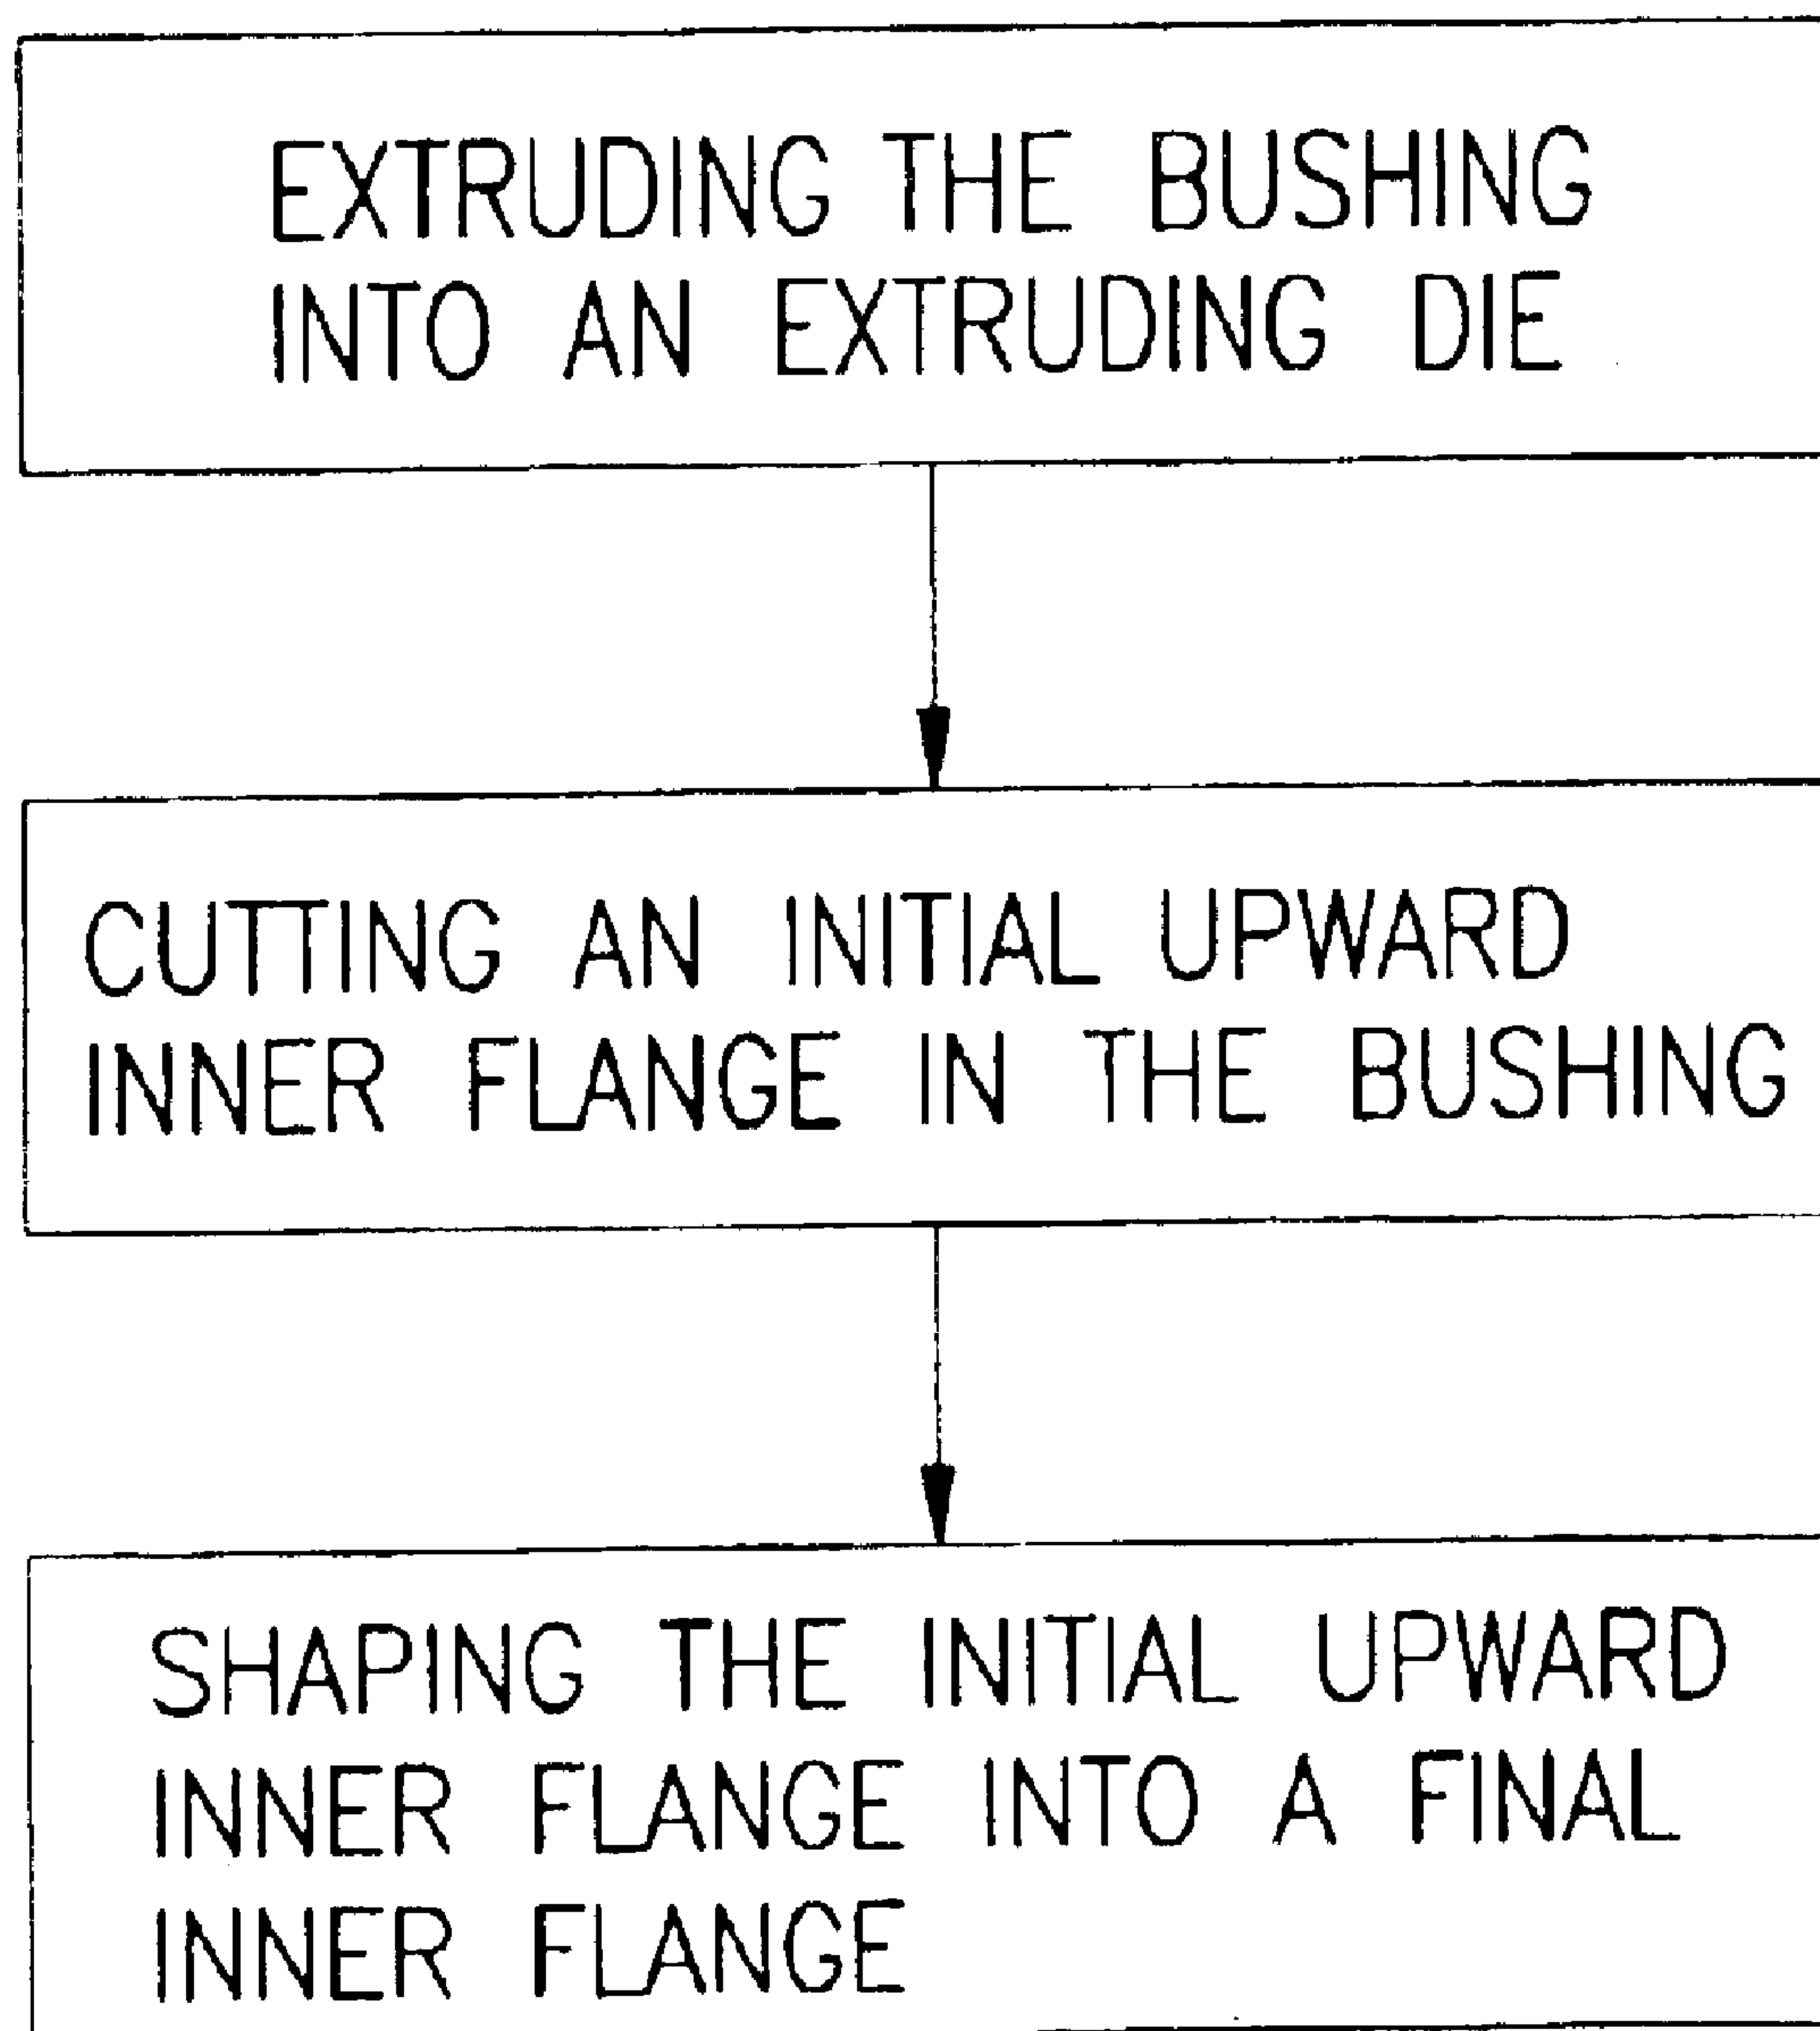 EXTRUDING THE BUSHING
INTO AN EXTRUDING DIE
CUTTING AN INITIAL UPWARD
INNER FLANGE IN THE BUSHING
SHAPING THE INITIAL UPWARD
INNER FLANGE INTO A FINAL
INNER FLANGE